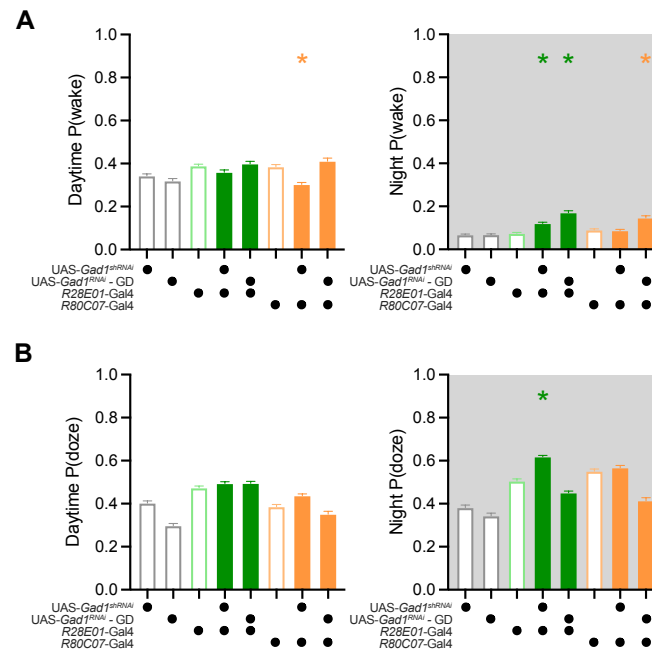 A
Daytime P(wake)
1.0
0.8
0.6
0.4
0.2
0.0
*
UAS-Gad1shRNAi
UAS-Gad1RNAi - GD
R28E01-Gal4
R80C07-Gal4
Night P(wake)
1.0
0.8
0.6
0.4
0.2
0.0
* * *
UAS-Gad1shRNAi
UAS-Gad1RNAi - GD
R28E01-Gal4
R80C07-Gal4
B
Daytime P(doze)
1.0
0.8
0.6
0.4
0.2
0.0
UAS-Gad1shRNAi
UAS-Gad1RNAi - GD
R28E01-Gal4
R80C07-Gal4
Night P(doze)
1.0
0.8
0.6
0.4
0.2
0.0
*
UAS-Gad1shRNAi
UAS-Gad1RNAi - GD
R28E01-Gal4
R80C07-Gal4